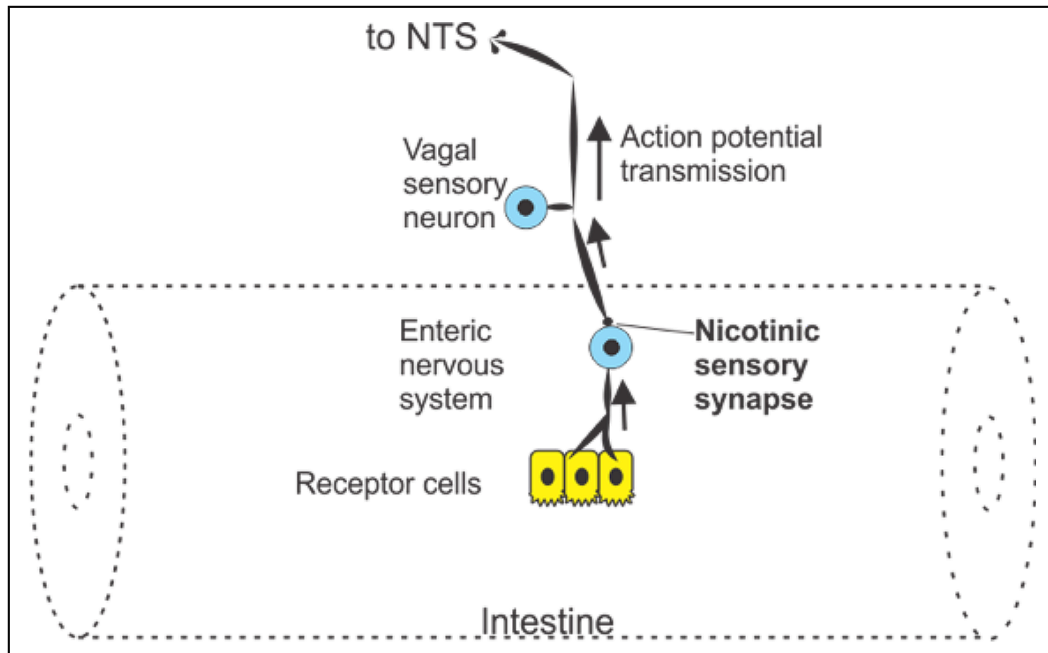 to NTS
Action potential
transmission
Vagal
sensory
neuron
Enteric
nervous
system
Nicotinic
sensory
synapse
Receptor cells
Intestine